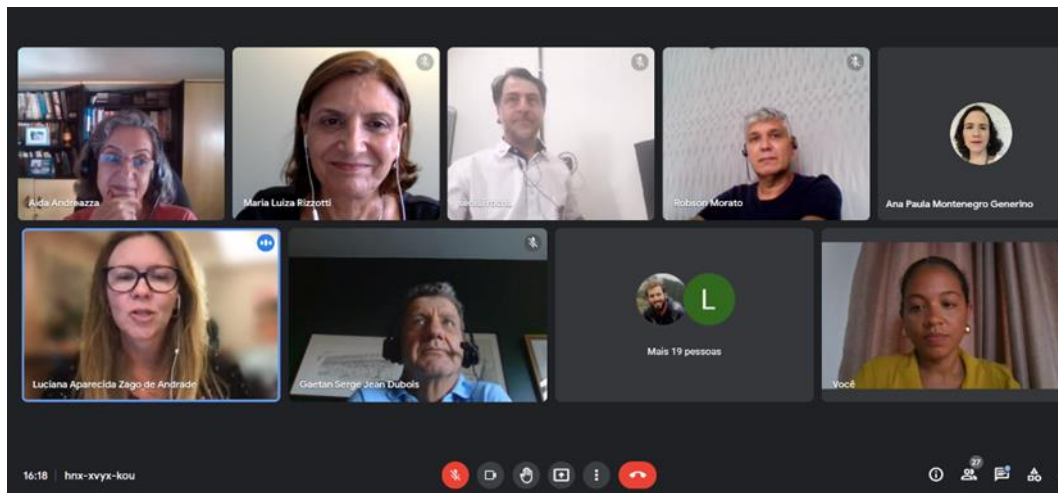 Aida Andreazza
Maria Luiza Rizzotti
Robson Morato
Ana Paula Montenegro Generino
Luciana Aparecida Zago de Andrade
Gaetan Serge Jean Dubois
L
Mais 19 pessoas
Você
16:18 | hnx-xvyx-kou
27